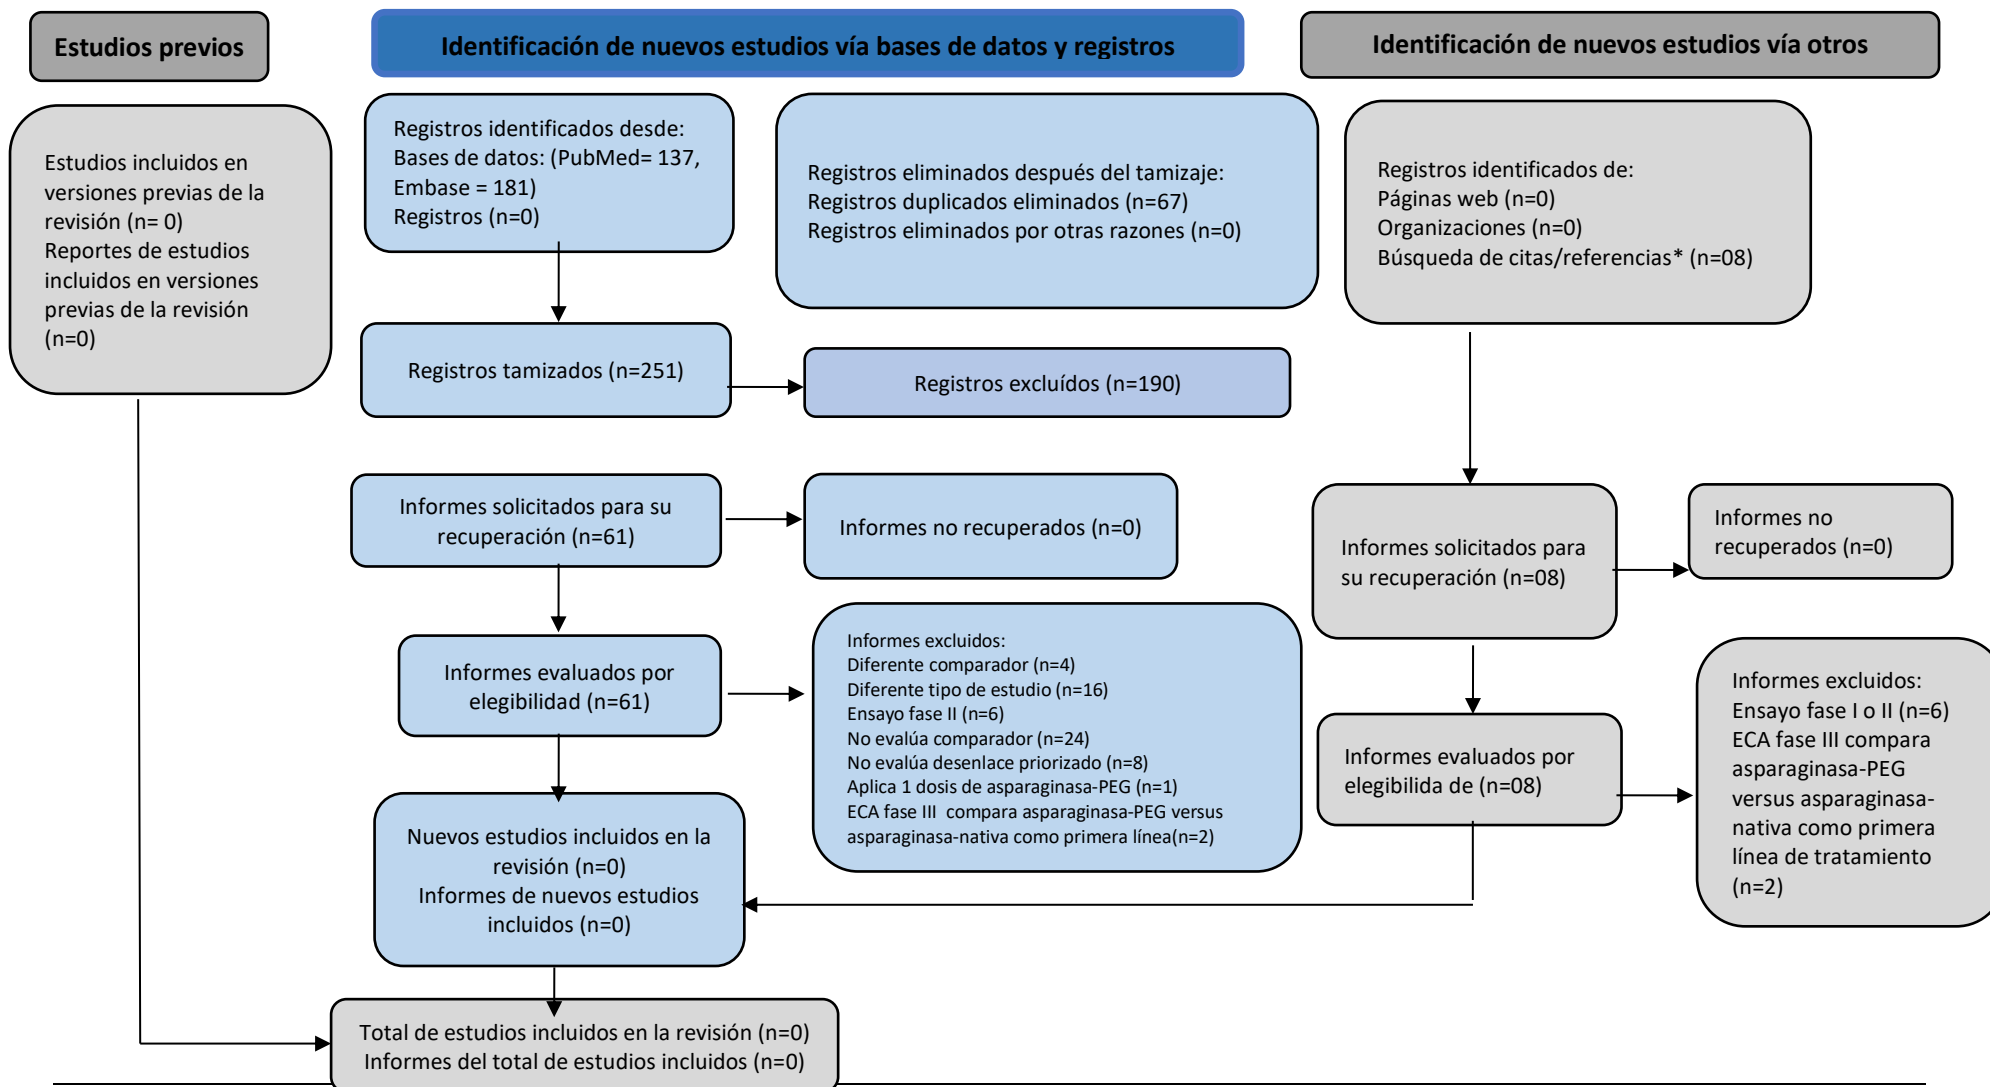 Estudios previos
Identificación de nuevos estudios vía bases de datos y registros
Identificación de nuevos estudios vía otros
Estudios incluidos en
versiones previas de la
revisión (n= 0)
Reportes de estudios
incluidos en versiones
previas de la revisión
(n=0)
Registros identificados desde:
Bases de datos: (PubMed= 137,
Embase = 181)
Registros (n=0)
Registros eliminados después del tamizaje:
Registros duplicados eliminados (n=67)
Registros eliminados por otras razones (n=0)
Registros identificados de:
Páginas web (n=0)
Organizaciones (n=0)
Búsqueda de citas/referencias* (n=08)
Registros tamizados (n=251)
Registros excluídos (n=190)
Informes solicitados para su
recuperación (n=61)
Informes no recuperados (n=0)
Informes solicitados para
su recuperación (n=08)
Informes no
recuperados (n=0)
Informes evaluados por
elegibilidad (n=61)
Informes excluidos:
Diferente comparador (n=4)
Diferente tipo de estudio (n=16)
Ensayo fase II (n=6)
No evalúa comparador (n=24)
No evalúa desenlace priorizado (n=8)
Aplica 1 dosis de asparaginasa-PEG (n=1)
ECA fase III  compara asparaginasa-PEG versus
asparaginasa-nativa como primera línea(n=2)
Informes evaluados por
elegibilida de (n=08)
Informes excluidos:
Ensayo fase I o II (n=6)
ECA fase III compara
asparaginasa-PEG
versus asparaginasa-
nativa como primera
línea de tratamiento
(n=2)
Nuevos estudios incluidos en la
revisión (n=0)
Informes de nuevos estudios
incluidos (n=0)
Total de estudios incluidos en la revisión (n=0)
Informes del total de estudios incluidos (n=0)